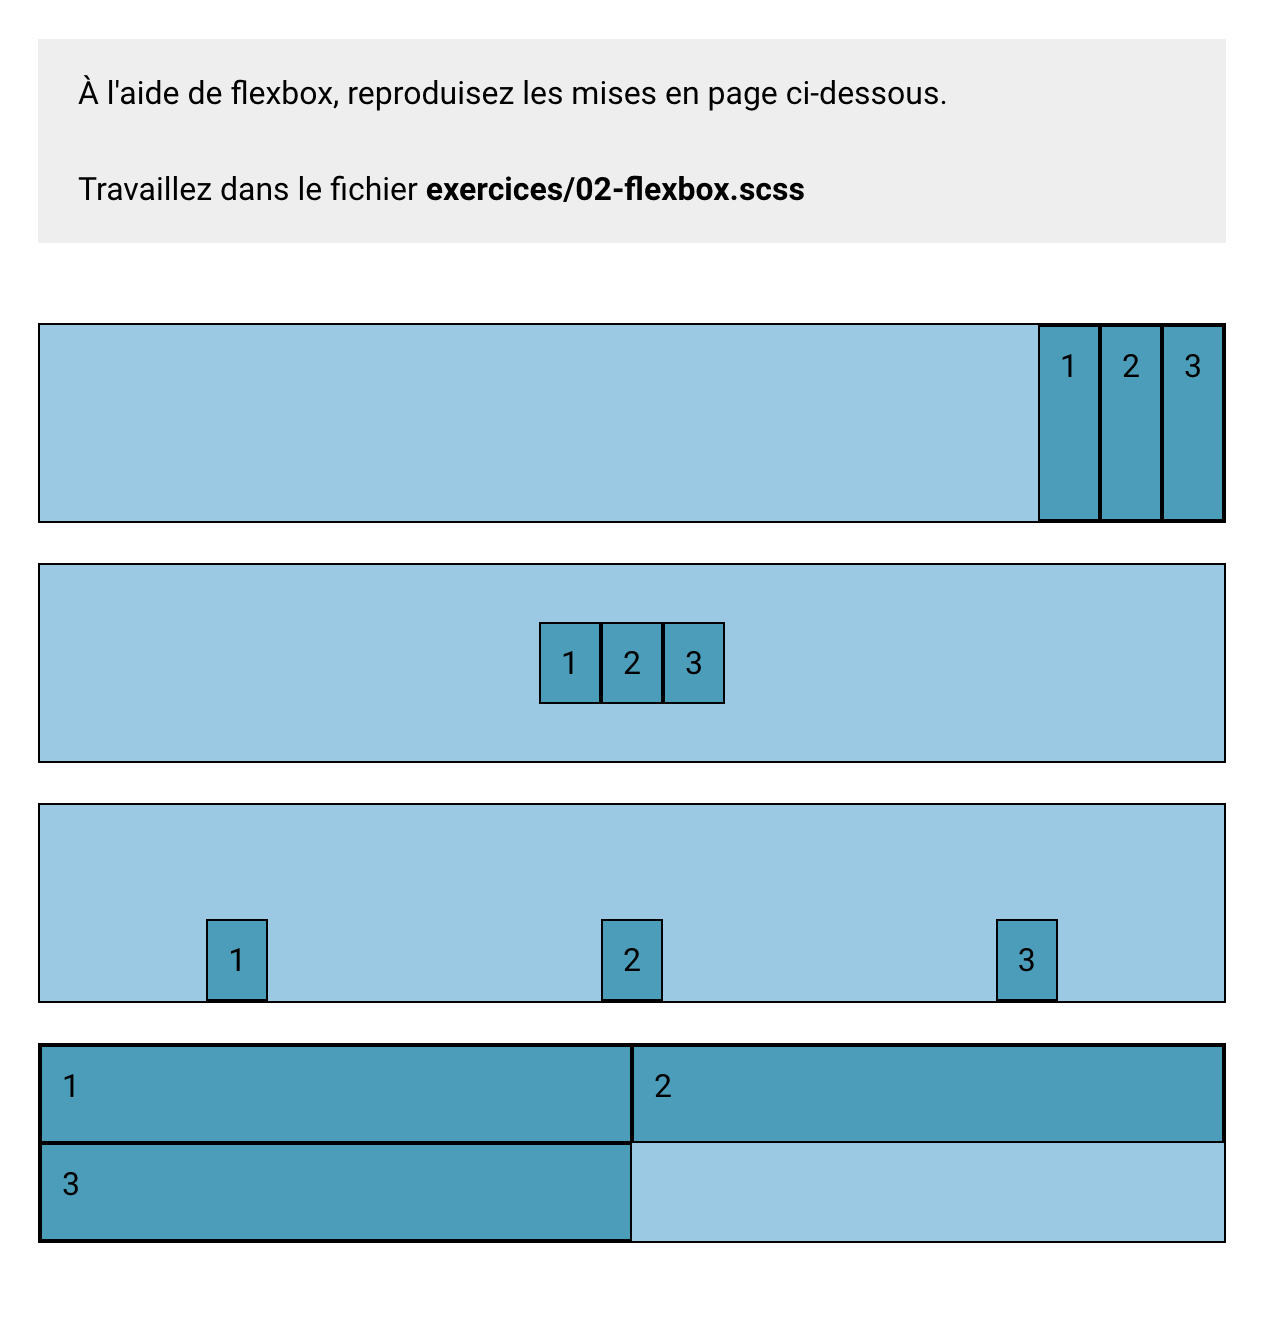 À l'aide de flexbox, reproduisez les mises en page ci-dessous.
Travaillez dans le fichier exercices/02-flexbox.scss
1 2 3
1 2 3
1 2 3
1 2
3